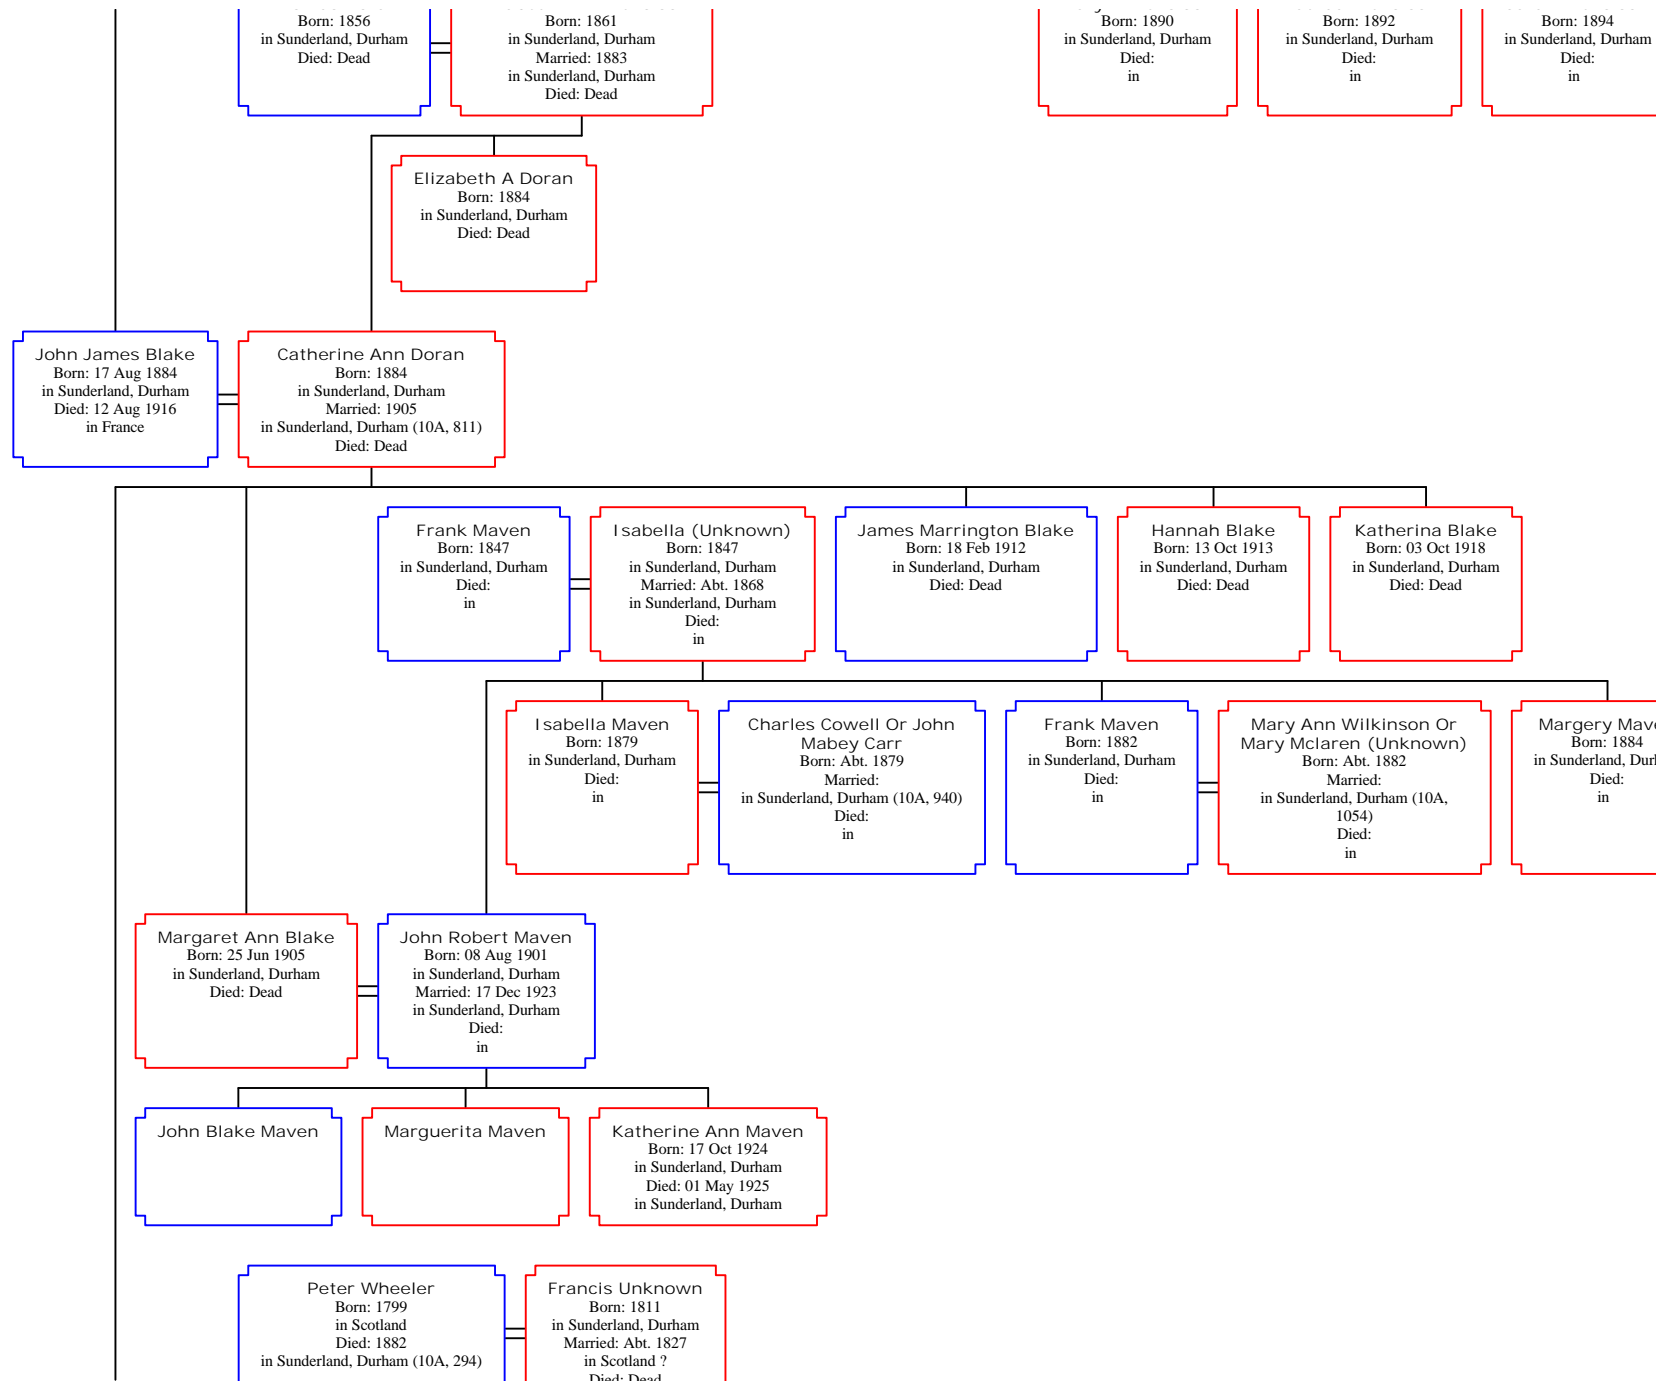 Born: 1856
in Sunderland, Durham
Died: Dead
Born: 1861
in Sunderland, Durham
Married: 1883
in Sunderland, Durham
Died: Dead
Born: 1890
in Sunderland, Durham
Died:
in
Born: 1892
in Sunderland, Durham
Died:
in
Born: 1894
in Sunderland, Durham
Died:
in
Elizabeth A Doran
Born: 1884
in Sunderland, Durham
Died: Dead
John James Blake
Born: 17 Aug 1884
in Sunderland, Durham
Died: 12 Aug 1916
in France
Catherine Ann Doran
Born: 1884
in Sunderland, Durham
Married: 1905
in Sunderland, Durham (10A, 811)
Died: Dead
Frank Maven
Born: 1847
in Sunderland, Durham
Died:
in
Isabella (Unknown)
Born: 1847
in Sunderland, Durham
Married: Abt. 1868
in Sunderland, Durham
Died:
in
James Marrington Blake
Born: 18 Feb 1912
in Sunderland, Durham
Died: Dead
Hannah Blake
Born: 13 Oct 1913
in Sunderland, Durham
Died: Dead
Katherina Blake
Born: 03 Oct 1918
in Sunderland, Durham
Died: Dead
Isabella Maven
Born: 1879
in Sunderland, Durham
Died:
in
Charles Cowell Or John
Mabey Carr
Born: Abt. 1879
Married:
in Sunderland, Durham (10A, 940)
Died:
in
Frank Maven
Born: 1882
in Sunderland, Durham
Died:
in
Mary Ann Wilkinson Or
Mary Mclaren (Unknown)
Born: Abt. 1882
Married:
in Sunderland, Durham (10A,
1054)
Died:
in
Margery
Born: 1884
in Sunderland,
Died:
in
Margaret Ann Blake
Born: 25 Jun 1905
in Sunderland, Durham
Died: Dead
John Robert Maven
Born: 08 Aug 1901
in Sunderland, Durham
Married: 17 Dec 1923
in Sunderland, Durham
Died:
in
John Blake Maven
Marguerita Maven
Katherine Ann Maven
Born: 17 Oct 1924
in Sunderland, Durham
Died: 01 May 1925
in Sunderland, Durham
Peter Wheeler
Born: 1799
in Scotland
Died: 1882
in Sunderland, Durham (10A, 294)
Francis Unknown
Born: 1811
in Sunderland, Durham
Married: Abt. 1827
in Scotland ?
Died: Dead